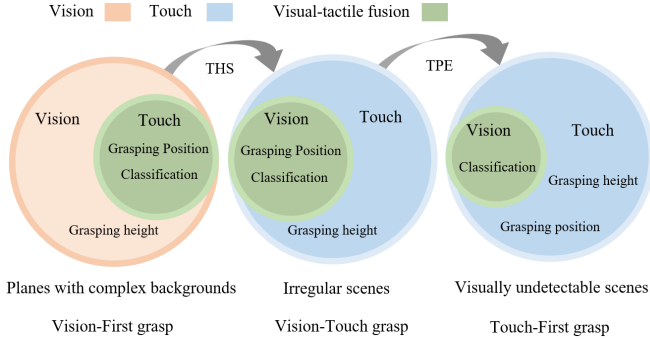 Vision
Touch
Visual-tactile fusion
THS
TPE
Vision
Touch
Grasping Position
Classification
Grasping height
Vision
Touch
Grasping Position
Classification
Grasping height
Vision
Touch
Classification
Grasping height
Grasping position
Planes with complex backgrounds
Irregular scenes
Visually undetectable scenes
Vision-First grasp
Vision-Touch grasp
Touch-First grasp